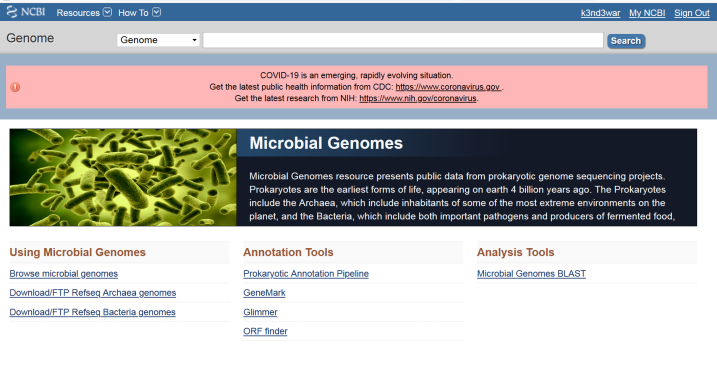 NCBI Resources How To k3nd3war My NCBI Sign Out
Genome Genome Search
COVID-19 is an emerging, rapidly evolving situation.
Get the latest public health information from CDC: https://www.coronavirus.gov .
Get the latest research from NIH: https://www.nih.gov/coronavirus.
Microbial Genomes
Microbial Genomes resource presents public data from prokaryotic genome sequencing projects.
Prokaryotes are the earliest forms of life, appearing on earth 4 billion years ago. The Prokaryotes
include the Archaea, which include inhabitants of some of the most extreme environments on the
planet, and the Bacteria, which include both important pathogens and producers of fermented food,
Using Microbial Genomes
Browse microbial genomes
Download/FTP Refseq Archaea genomes
Download/FTP Refseq Bacteria genomes
Annotation Tools
Prokaryotic Annotation Pipeline
GeneMark
Glimmer
ORF finder
Analysis Tools
Microbial Genomes BLAST